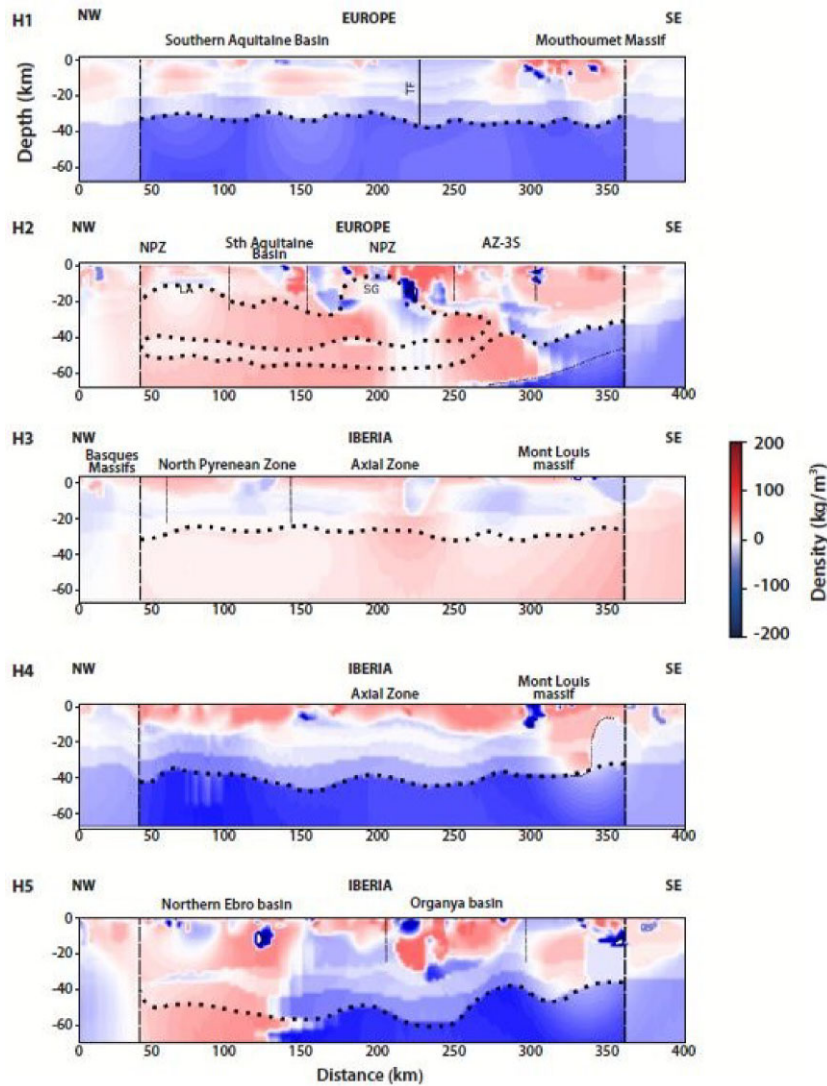 H1 NW EUROPE SE
Southern Aquitaine Basin Mouthoumet Massif
TF
0
-20
-40
-60
Depth (km)
0 50 100 150 200 250 300 350
H2 NW EUROPE SE
NPZ Sth Aquitaine Basin NPZ AZ-3S
LA SG
0
-20
-40
-60
0 50 100 150 200 250 300 350 400
H3 NW IBERIA SE
Basques Massifs North Pyrenean Zone Axial Zone Mont Louis massif
0
-20
-40
-60
0 50 100 150 200 250 300 350
200
100
0
-100
-200
Density (kg/m³)
H4 NW IBERIA SE
Axial Zone Mont Louis massif
0
-20
-40
-60
0 50 100 150 200 250 300 350 400
H5 NW IBERIA SE
Northern Ebro basin Organya basin
0
-20
-40
-60
0 50 100 150 200 250 300 350 400
Distance (km)